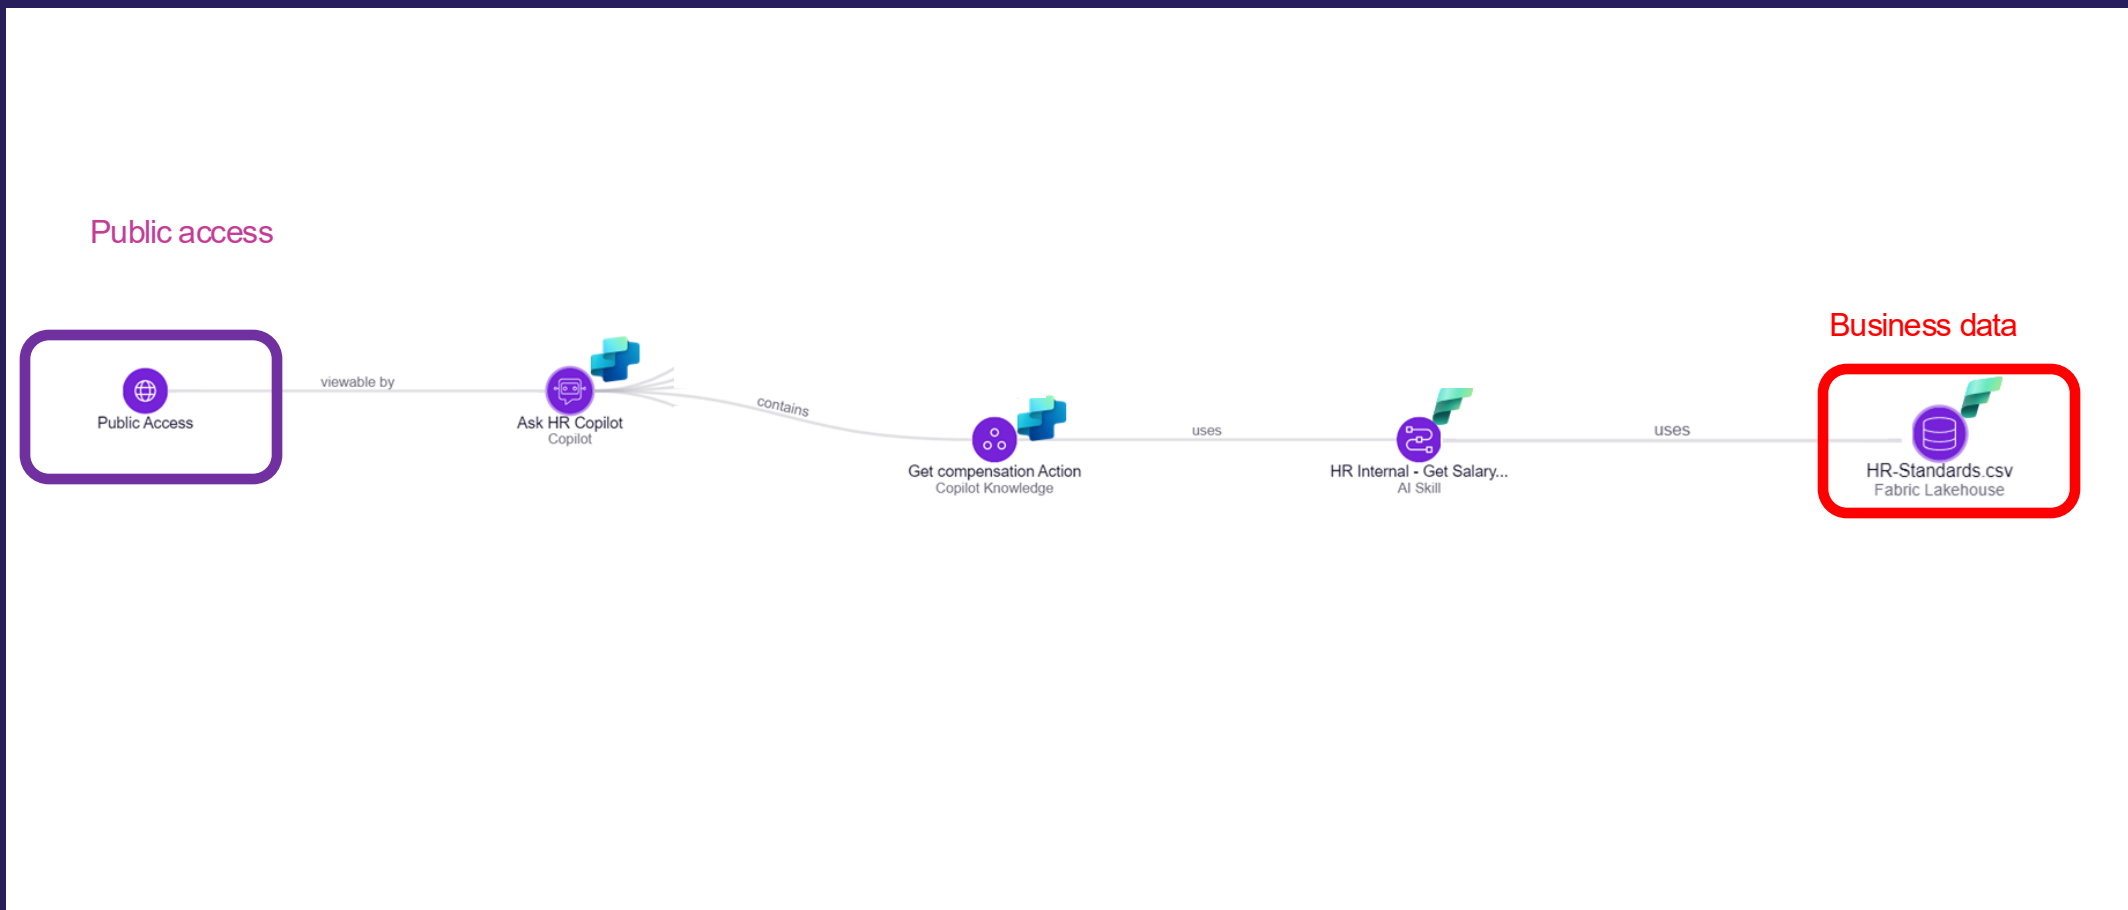 Public access
Business data
viewable by
Public Access
Ask HR Copilot
Copilot
contains
Get compensation Action
Copilot Knowledge
uses
HR Internal - Get Salary...
AI Skill
uses
HR-Standards.csv
Fabric Lakehouse